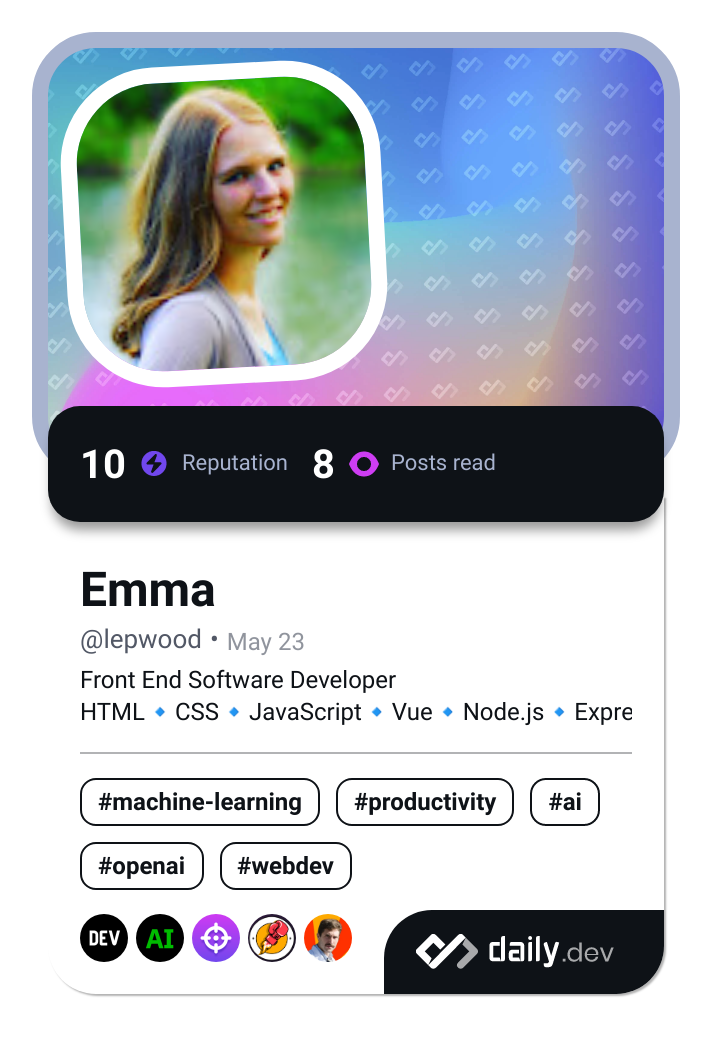 10 Reputation 8 Posts read
Emma
@lepwood • May 23
Front End Software Developer
HTML 🔹 CSS 🔹 JavaScript 🔹 Vue 🔹 Node.js 🔹 Expre
#machine-learning #productivity #ai
#openai #webdev
DEV AI
daily.dev